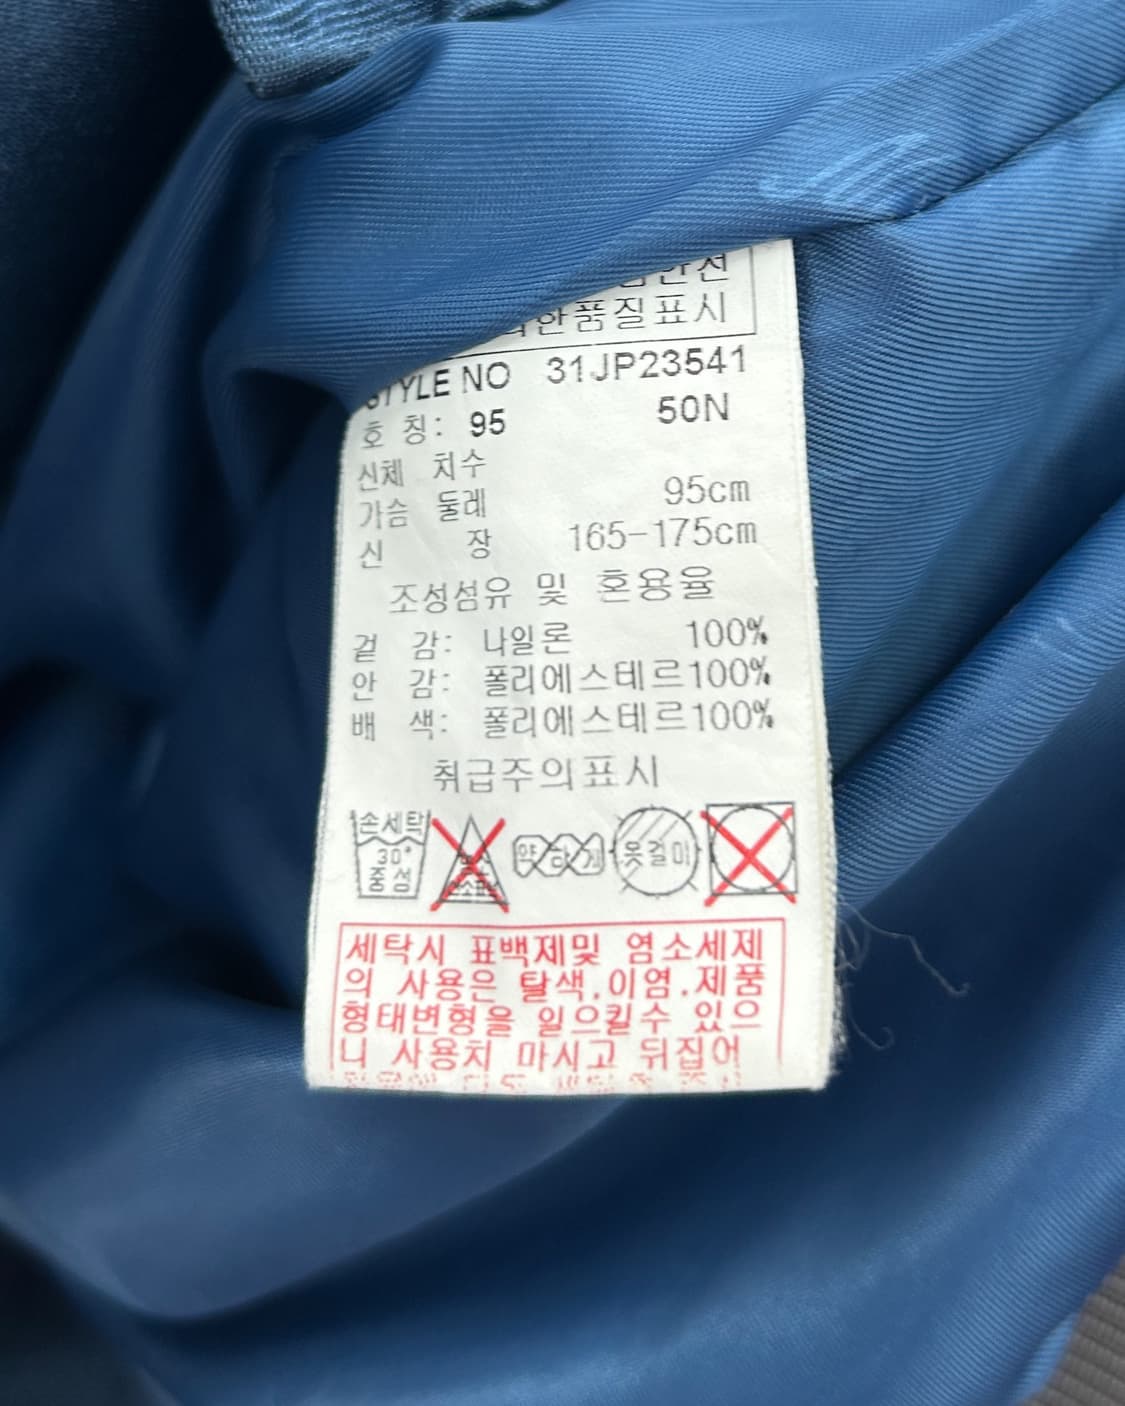 품질표시
STYLE NO 31JP23541
호 칭: 95 50N
신체 치수
가슴 둘레 95cm
신 장 165-175cm
조성섬유 및 혼용율
겉 감: 나일론 100%
안 감: 폴리에스테르100%
배 색: 폴리에스테르100%
취급주의표시
손세탁 약하게 옷걸이
30°
중성
세탁시 표백제및 염소세제
의 사용은 탈색.이염.제품
형태변형을 일으킬수 있으
니 사용치 마시고 뒤집어